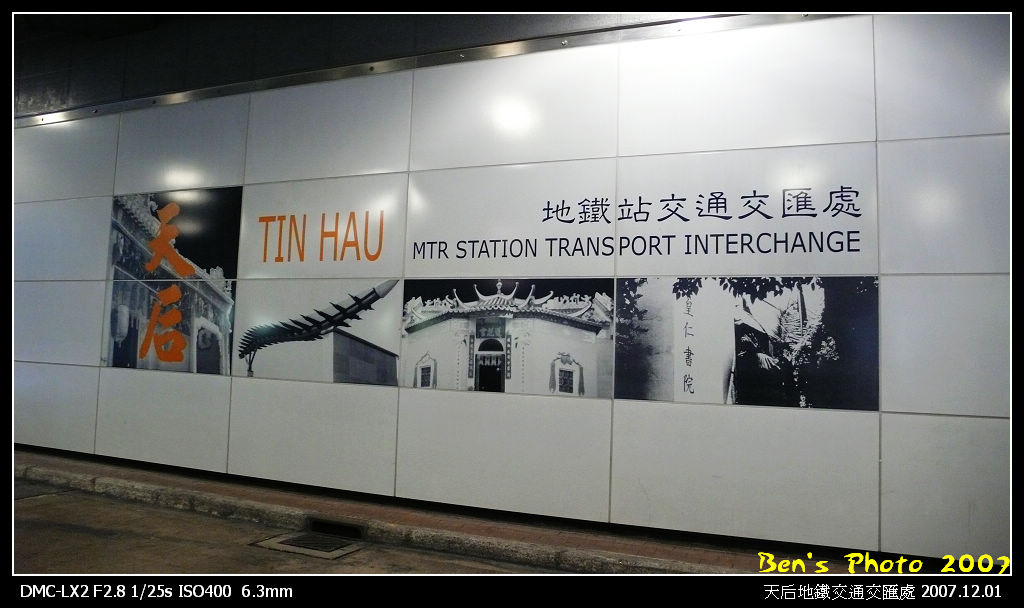 天后
TIN HAU
地鐵站交通交匯處
MTR STATION TRANSPORT INTERCHANGE
皇仁書院
Ben's Photo 2007
DMC-LX2 F2.8 1/25s ISO400 6.3mm
天后地鐵交通交匯處 2007.12.01